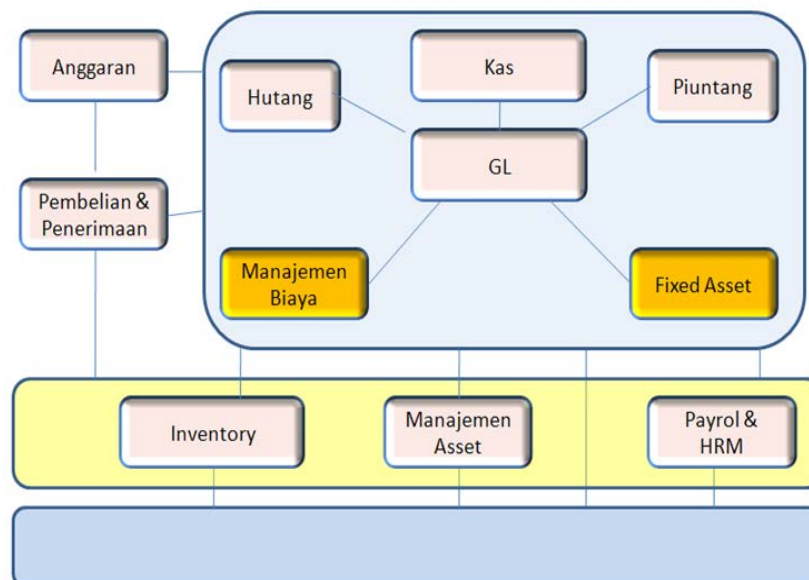 Anggaran
Kas
Hutang
Piuntang
GL
Pembelian &
Penerimaan
Manajemen
Biaya
Fixed Asset
Inventory
Manajemen
Asset
Payrol &
HRM